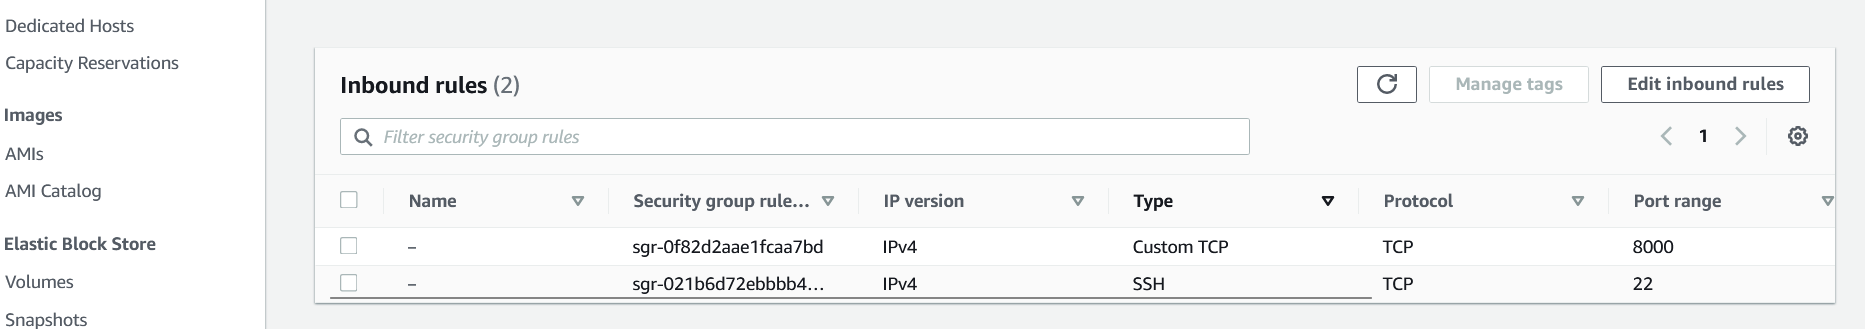 Dedicated Hosts
Capacity Reservations
Images
AMIs
AMI Catalog
Elastic Block Store
Volumes
Snapshots
Inbound rules (2)
Manage tags
Edit inbound rules
Filter security group rules
1
Name Security group rule... IP version Type Protocol Port range
– sgr-0f82d2aae1fcaa7bd IPv4 Custom TCP TCP 8000
– sgr-021b6d72ebbbb4... IPv4 SSH TCP 22